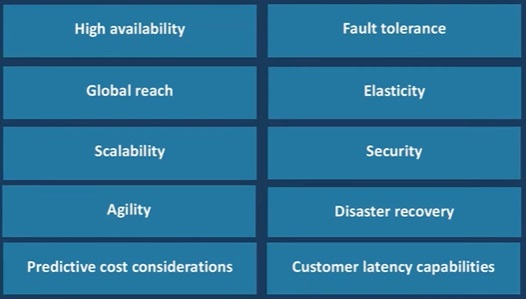 High availability
Fault tolerance
Global reach
Elasticity
Scalability
Security
Agility
Disaster recovery
Predictive cost considerations
Customer latency capabilities